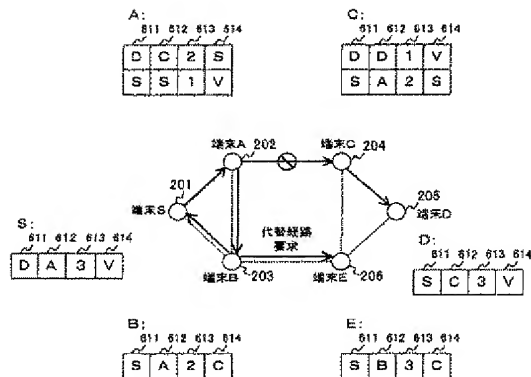 A:
611 612 613 614
D C 2 S
S S 1 V
C:
611 612 613 614
D D 1 V
S A 2 S
端末A
202
端末C
204
201
端末S
205
端末D
代替経路
要求
端末B
203
端末E
206
S:
611 612 613 614
D A 3 V
D:
611 612 613 614
S C 3 V
B:
611 612 613 614
S A 2 C
E:
611 612 613 614
S B 3 C